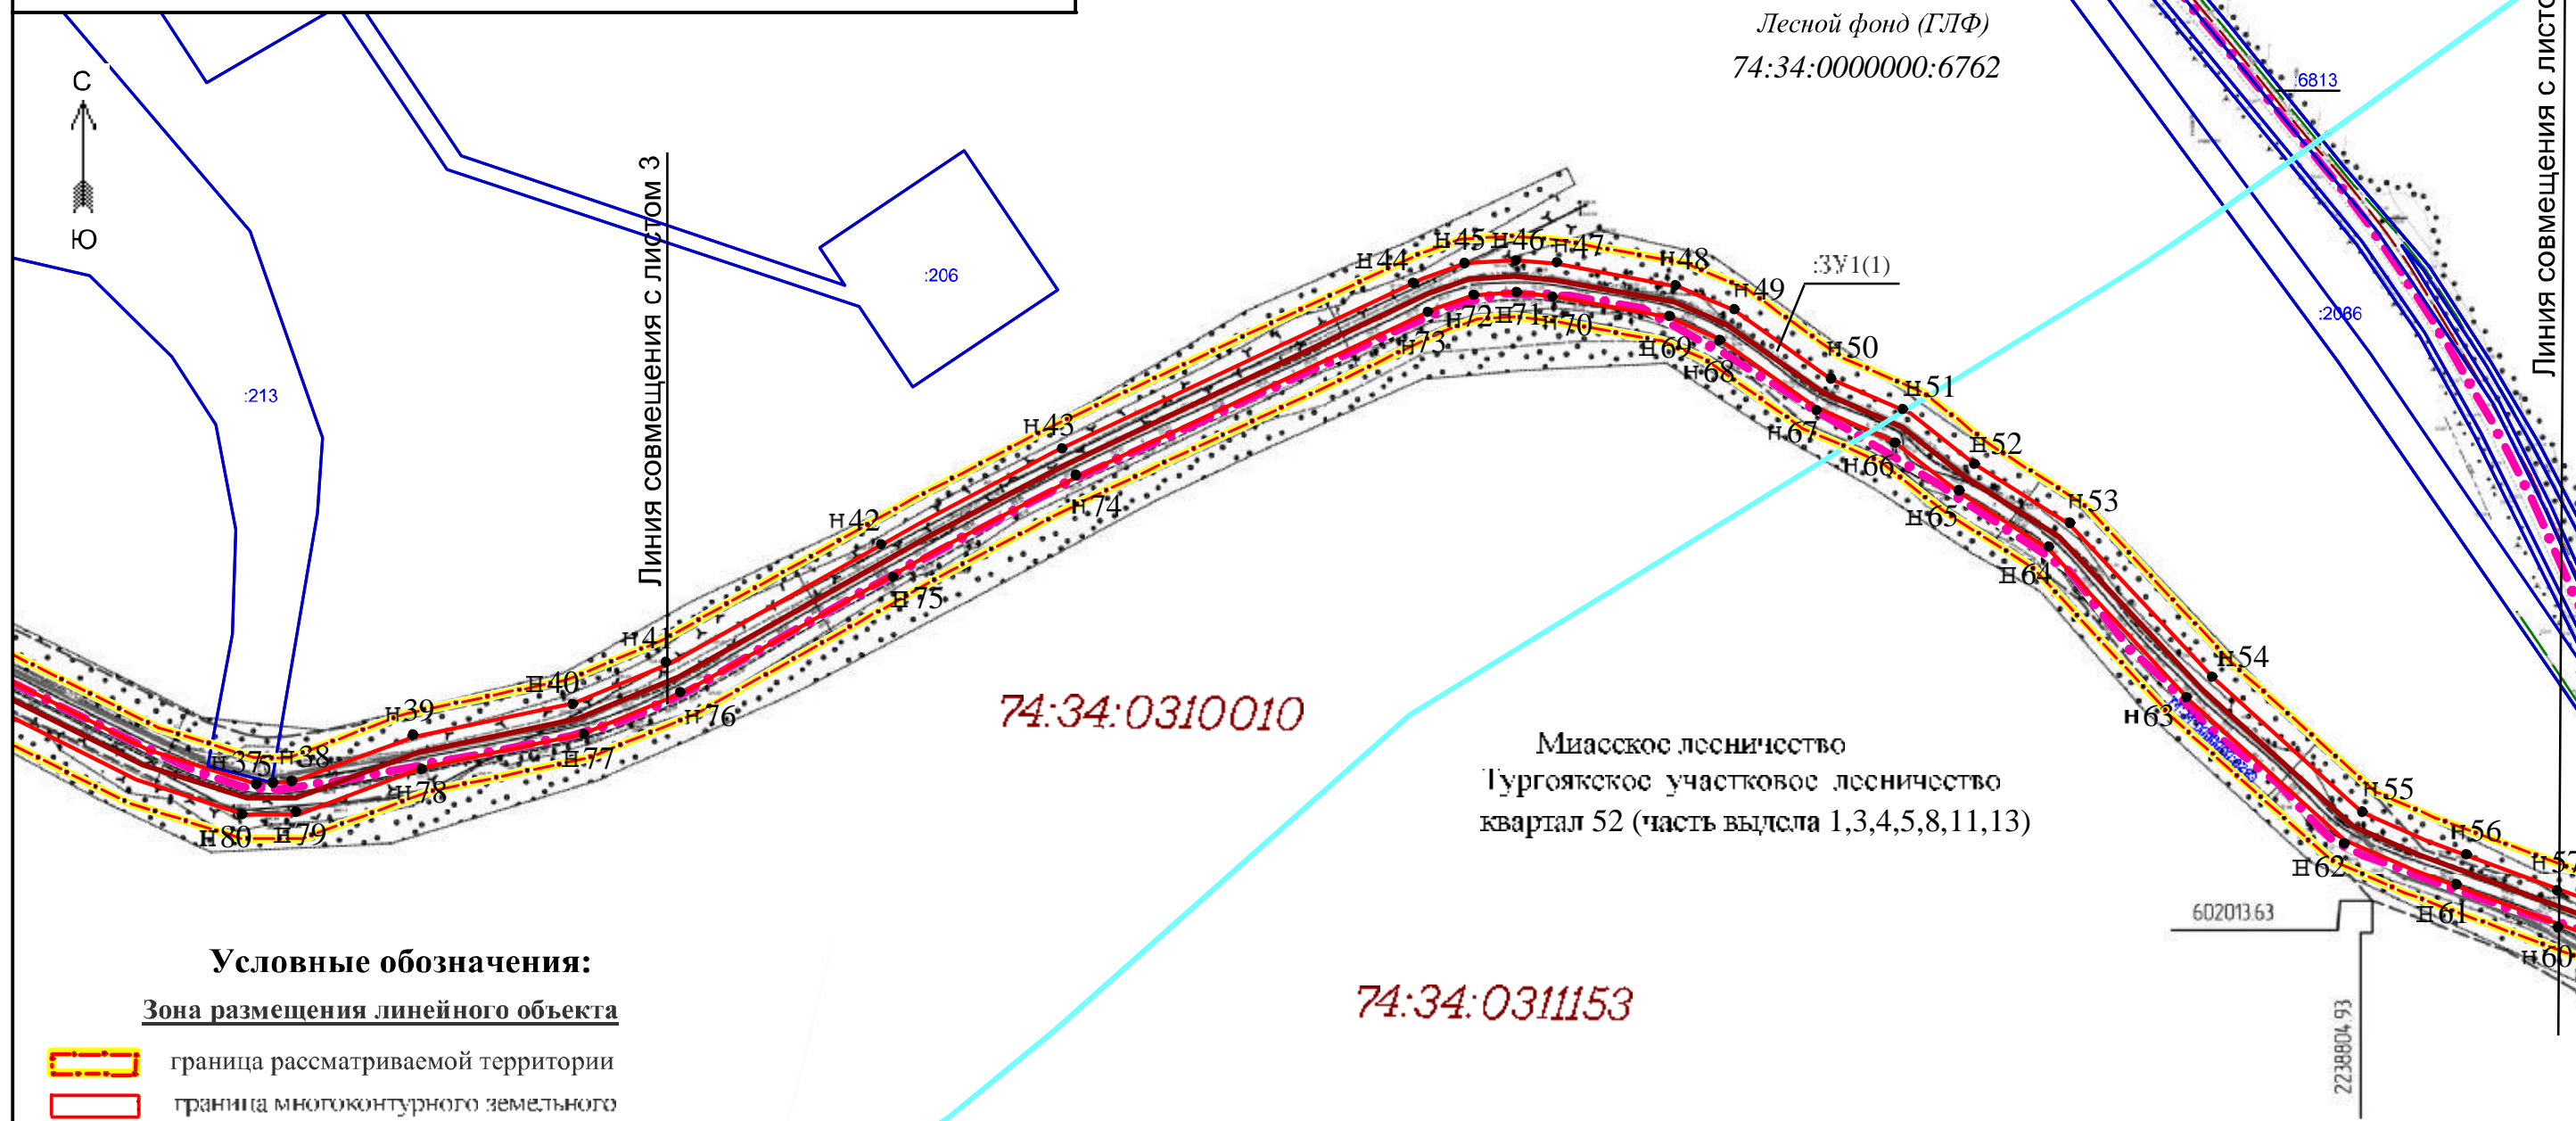 Лесной фонд (ГЛФ)
74:34:0000000:6762
:6813
С
Ю
Линия совмещения с листом 3
Линия совмещения с листо
:206
:213
:2066
:ЗУ1(1)
н37
5
н38
н39
н40
н41
н42
н43
н44
н45
н46
н47
н48
н49
н50
н51
н52
н53
н54
н55
н56
н57
н60
н61
н62
н63
н64
н65
н66
н67
н68
н69
н70
н71
н72
н73
н74
н75
н76
н77
н78
н79
н80
74:34:0310010
Миасское лесничество
Тургоякское участковое лесничество
квартал 52 (часть выдела 1,3,4,5,8,11,13)
602013.63
2238804.93
74:34:0311153
Условные обозначения:
Зона размещения линейного объекта
граница рассматриваемой территории
граница многоконтурного земельного